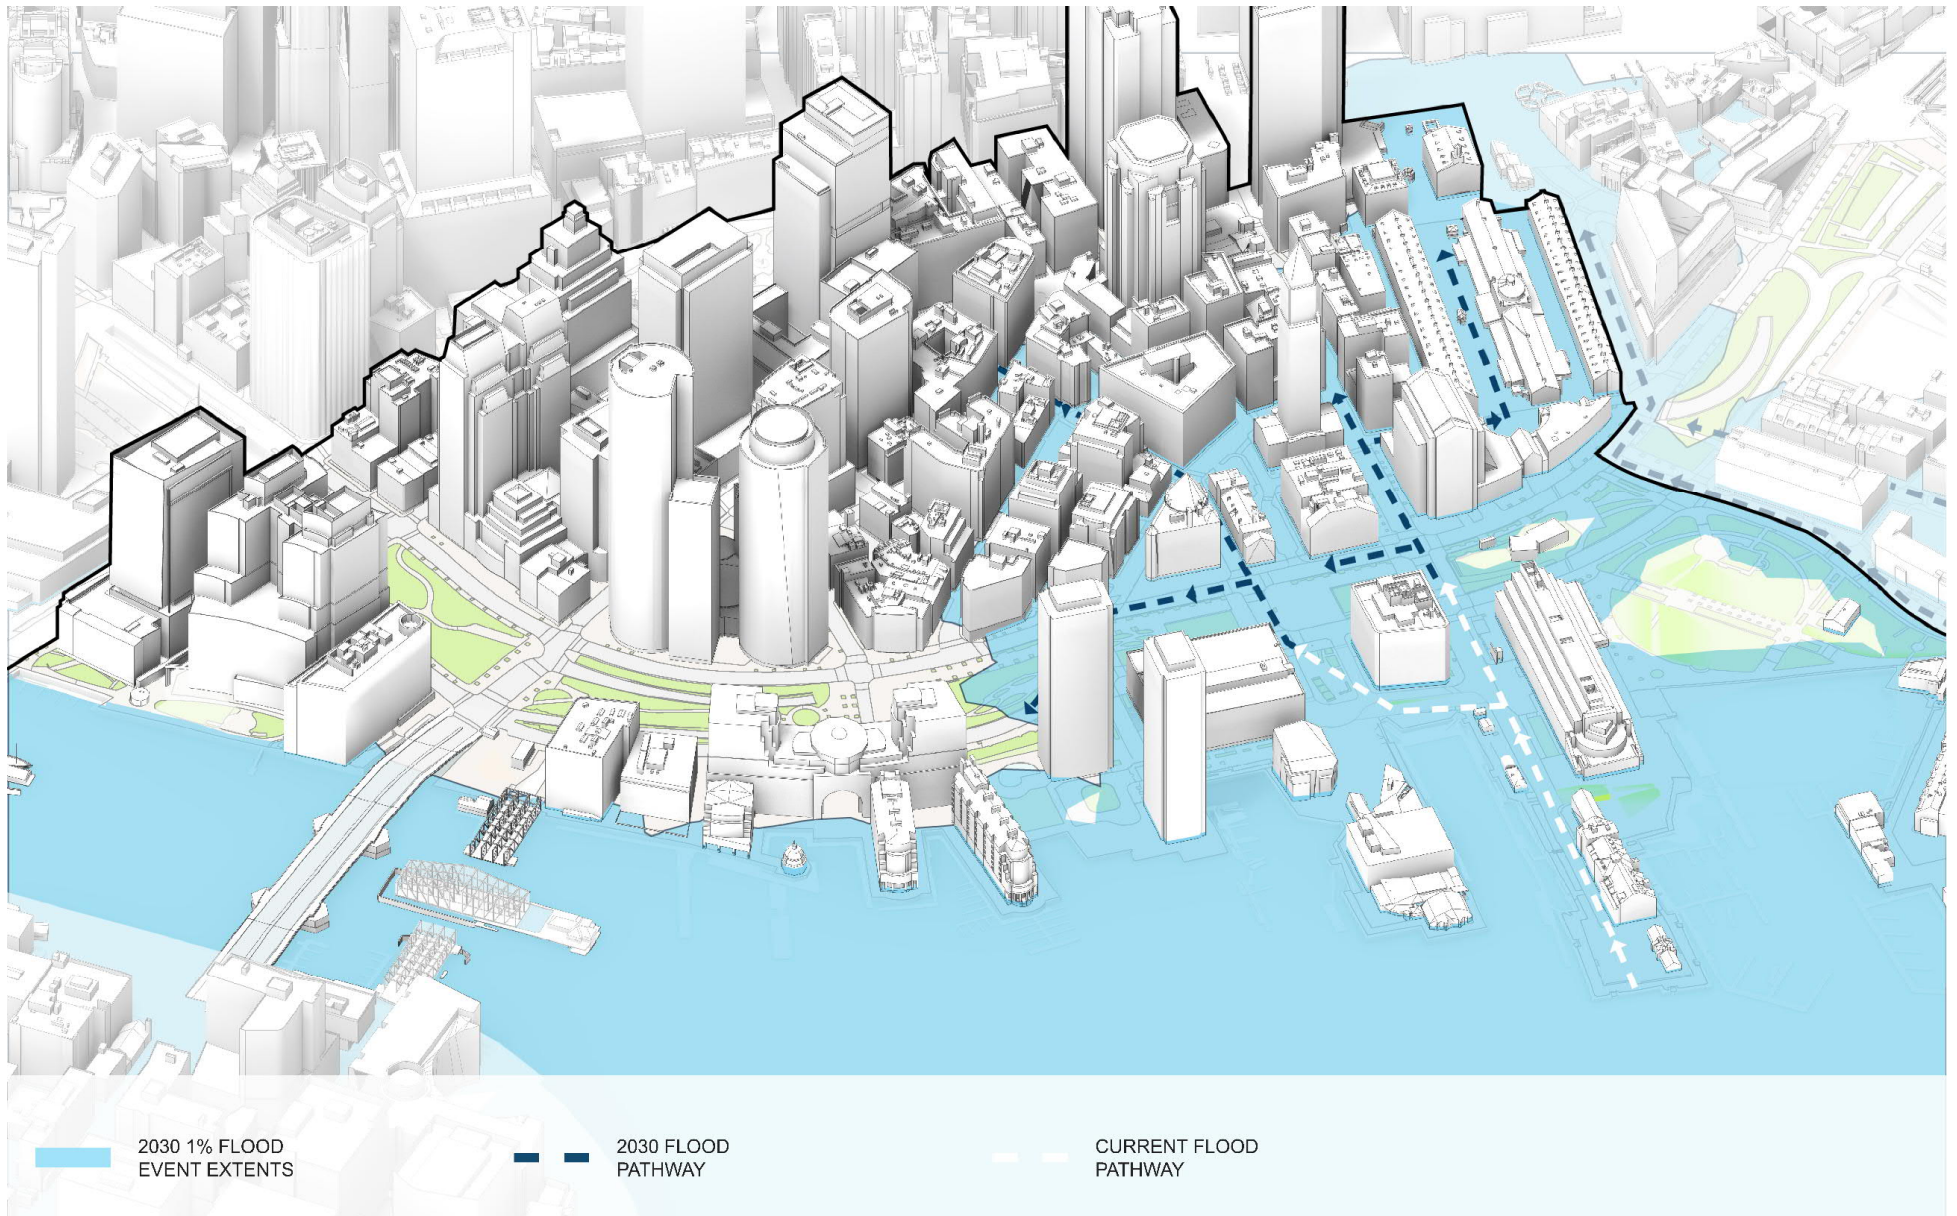 2030 1% FLOOD
EVENT EXTENTS
2030 FLOOD
PATHWAY
CURRENT FLOOD
PATHWAY